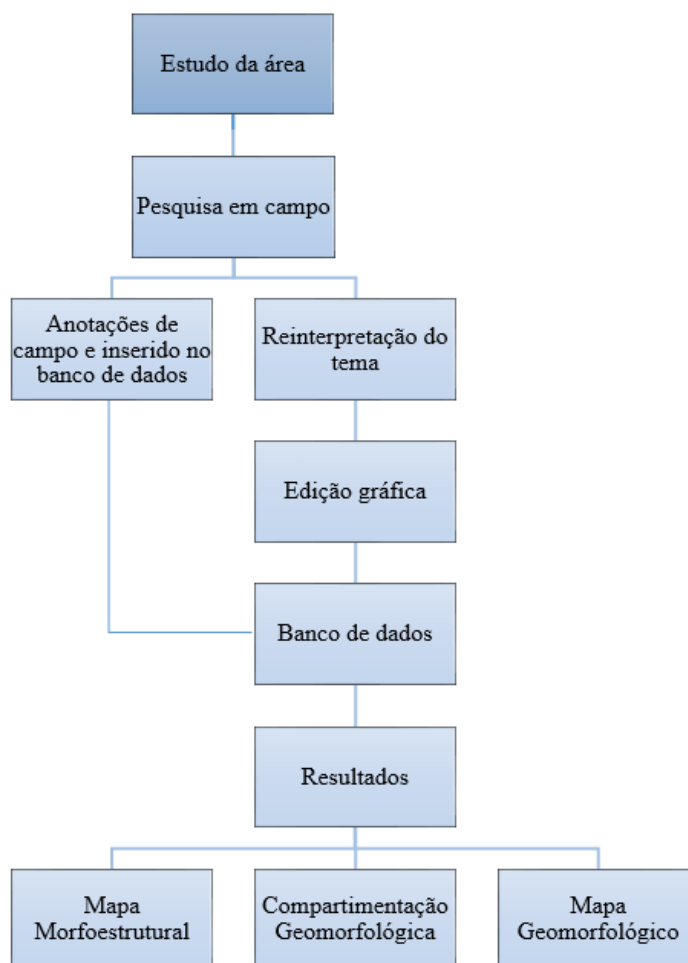 Estudo da área
Pesquisa em campo
Anotações de
campo e inserido no
banco de dados
Reinterpretação do
tema
Edição gráfica
Banco de dados
Resultados
Mapa
Morfoestrutural
Compartimentação
Geomorfológica
Mapa
Geomorfológico